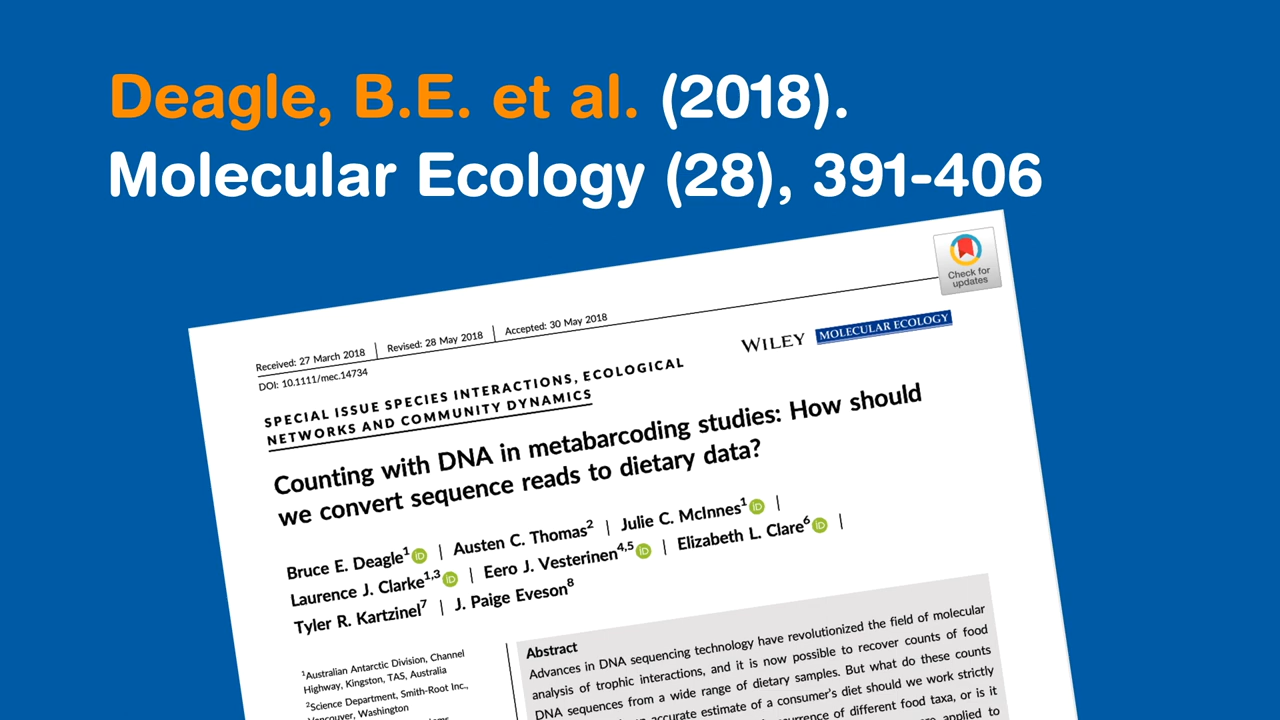 Deagle, B.E. et al. (2018).
Molecular Ecology (28), 391-406
Check for
updates
Received: 27 March 2018 | Revised: 28 May 2018 | Accepted: 30 May 2018
DOI: 10.1111/mec.14734
WILEY MOLECULAR ECOLOGY
SPECIAL ISSUE SPECIES INTERACTIONS, ECOLOGICAL
NETWORKS AND COMMUNITY DYNAMICS
Counting with DNA in metabarcoding studies: How should
we convert sequence reads to dietary data?
Bruce E. Deagle1 iD | Austen C. Thomas2 | Julie C. McInnes1 iD |
Laurence J. Clarke1,3 iD | Eero J. Vesterinen4,5 iD | Elizabeth L. Clare6 iD |
Tyler R. Kartzinel7 | J. Paige Eveson8
1Australian Antarctic Division, Channel
Highway, Kingston, TAS, Australia
2Science Department, Smith-Root Inc.,
Vancouver, Washington
Abstract
Advances in DNA sequencing technology have revolutionized the field of molecular
analysis of trophic interactions, and it is now possible to recover counts of food
DNA sequences from a wide range of dietary samples. But what do these counts
accurate estimate of a consumer's diet should we work strictly
of different food taxa, or is it
applied to